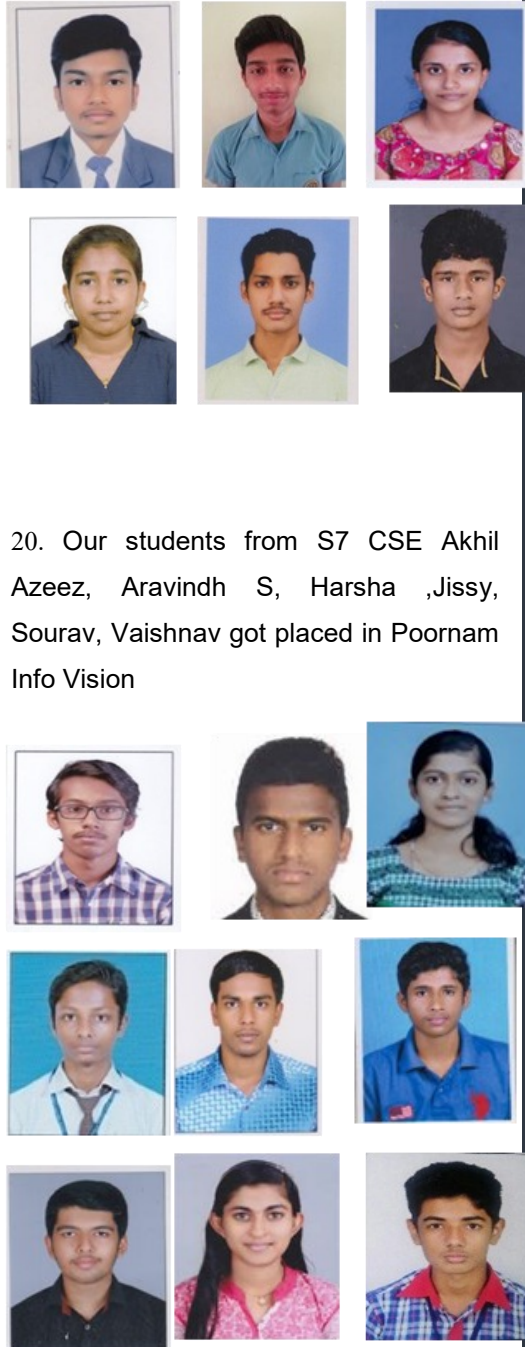 20. Our students from S7 CSE Akhil
Azeez, Aravindh S, Harsha ,Jissy,
Sourav, Vaishnav got placed in Poornam
Info Vision